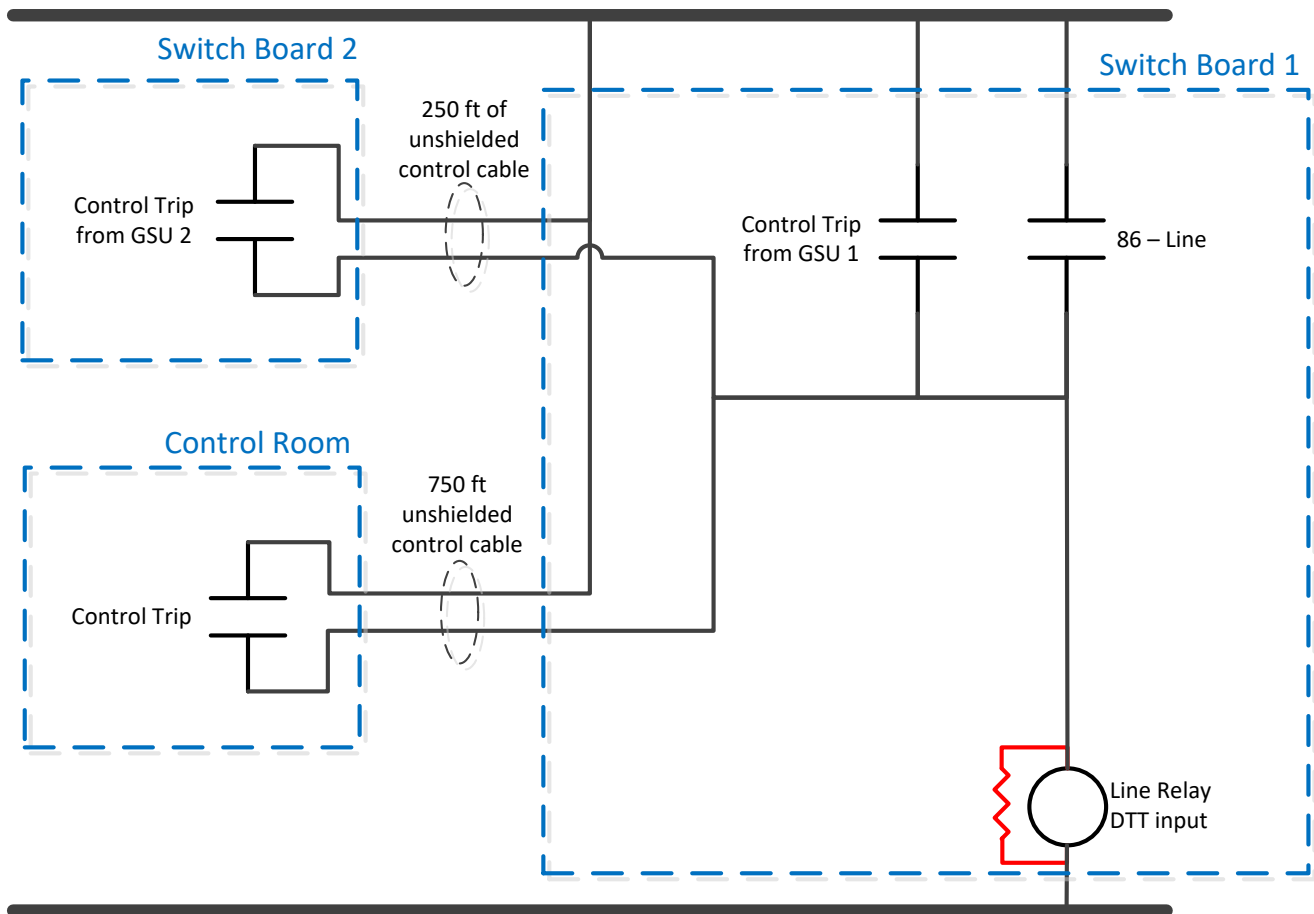 Switch Board 2
Switch Board 1
250 ft of
unshielded
control cable
Control Trip
from GSU 2
Control Trip
from GSU 1
86 – Line
Control Room
750 ft
unshielded
control cable
Control Trip
Line Relay
DTT input